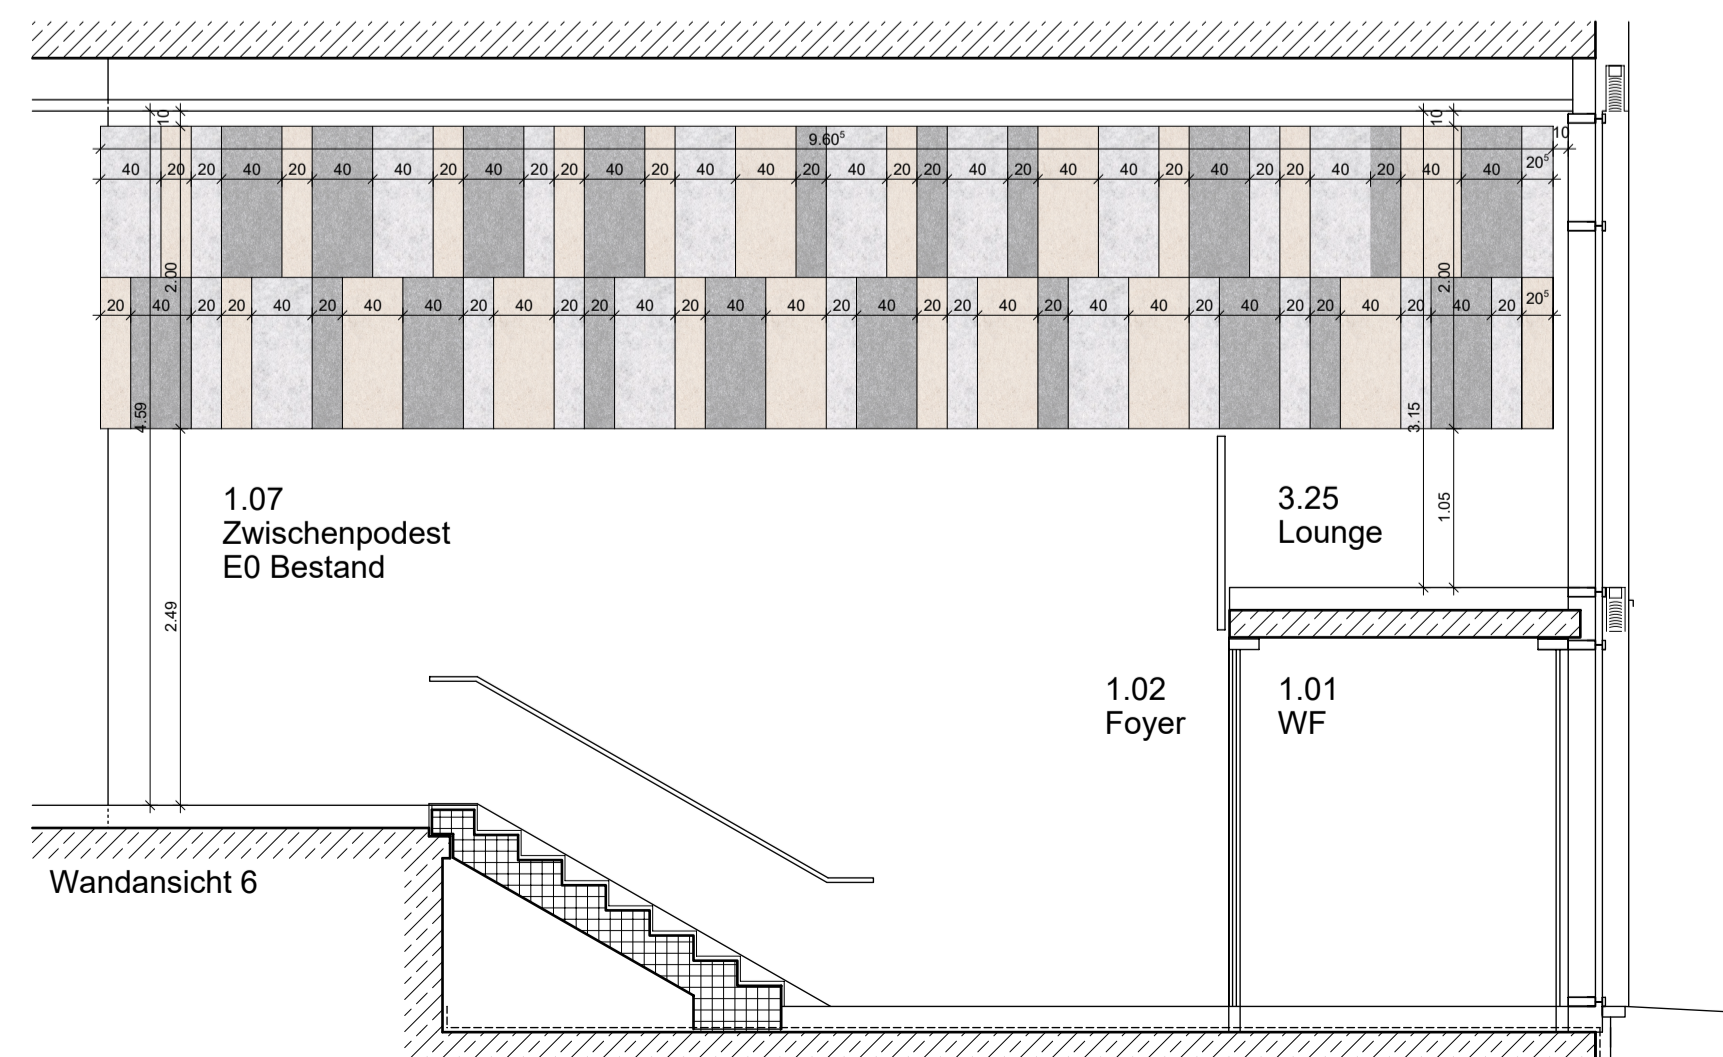 10 10
9.60⁵ 10
40 20 20 40 20 40 40 20 40 20 20 40 20 40 40 20 40 20 20 40 20 40 40 20 40 20 20 40 20 40 40 20⁵
2.00 2.00
20 40 20 20 40 20 40 40 20 40 20 20 40 20 40 40 20 40 20 20 40 20 40 40 20 40 20 20 40 20 40 20 20⁵
4.59 3.15
1.07
Zwischenpodest
E0 Bestand
3.25
Lounge
1.05
2.49
1.02
Foyer
1.01
WF
Wandansicht 6